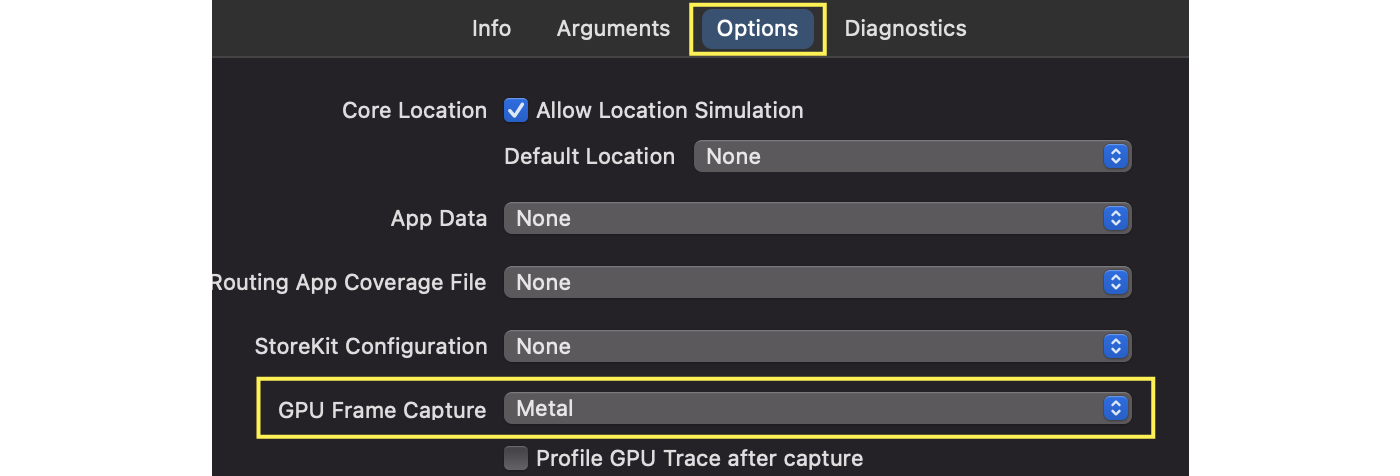 Info Arguments Options Diagnostics
Core Location Allow Location Simulation
Default Location None
App Data None
Routing App Coverage File None
StoreKit Configuration None
GPU Frame Capture Metal
Profile GPU Trace after capture